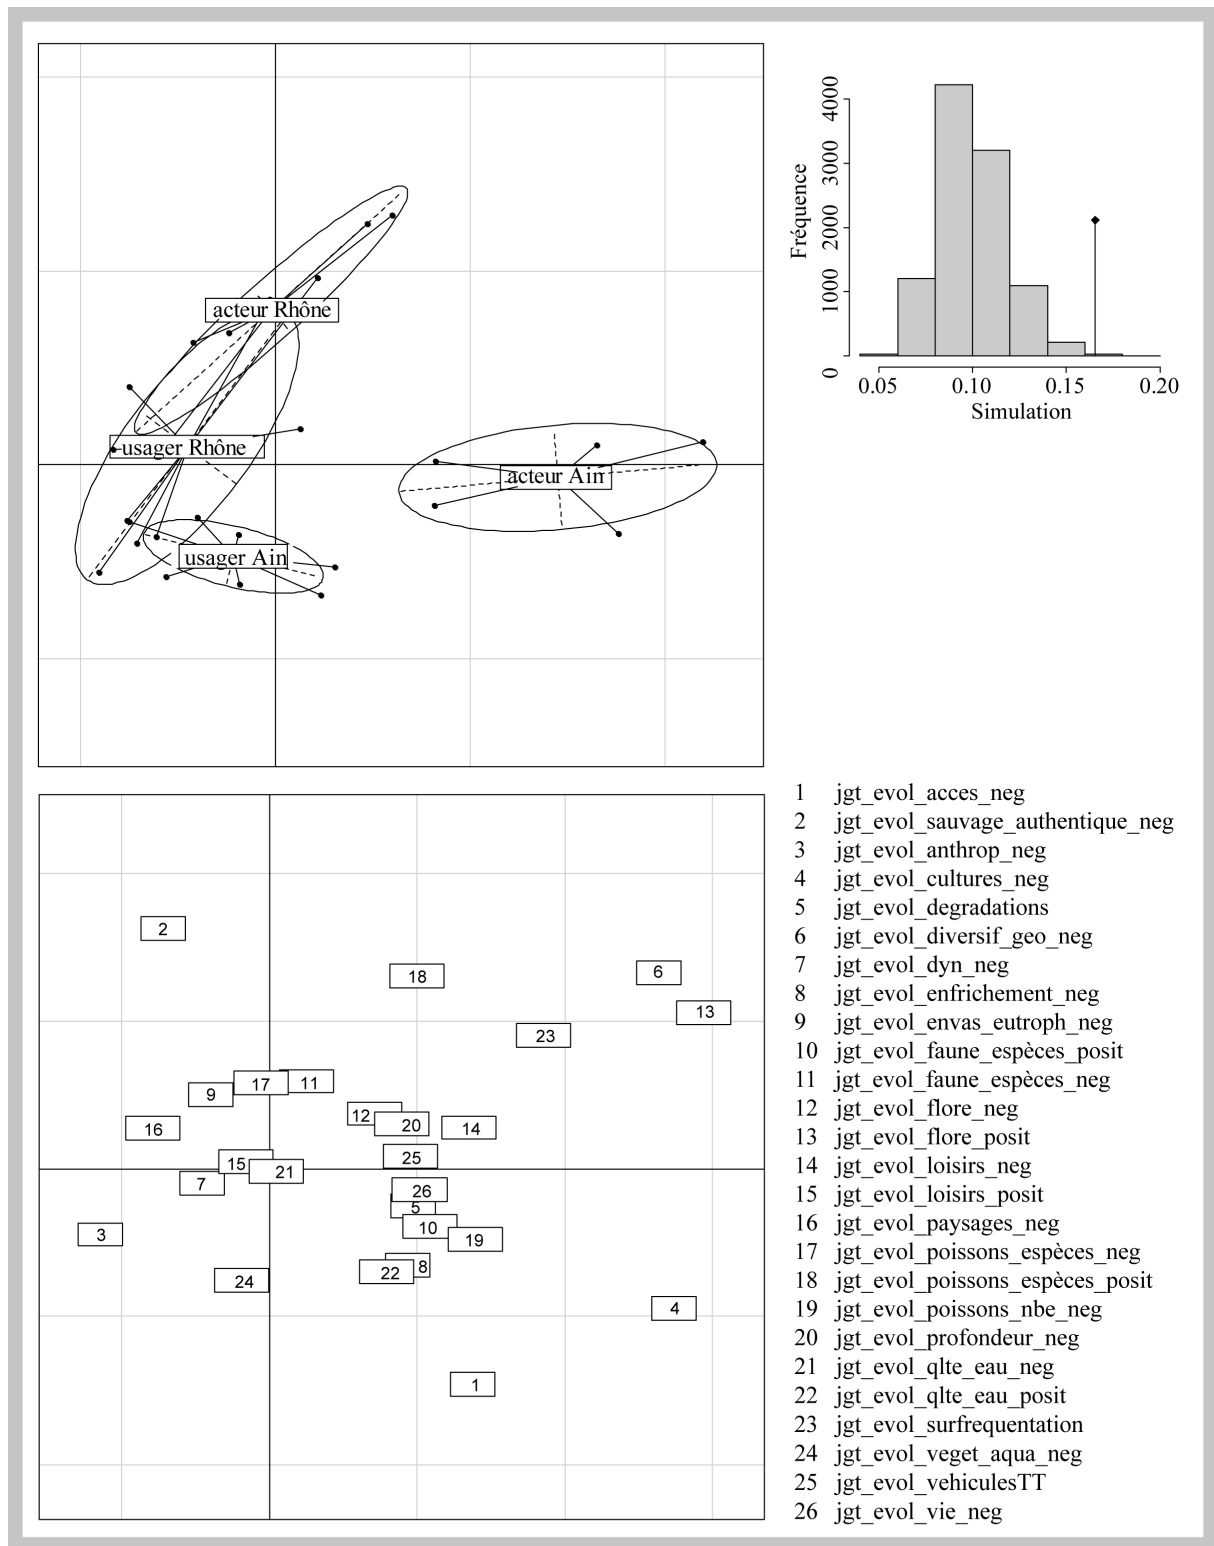 acteur Rhône
usager Rhône
acteur Ain
usager Ain
Fréquence
0 1000 2000 3000 4000
0.05 0.10 0.15 0.20
Simulation
2
18
6
13
23
17
11
9
16
12
20
14
25
15
21
7
26
5
10
19
3
8
22
24
4
1
1 jgt_evol_acces_neg
2 jgt_evol_sauvage_authentique_neg
3 jgt_evol_anthrop_neg
4 jgt_evol_cultures_neg
5 jgt_evol_degradations
6 jgt_evol_diversif_geo_neg
7 jgt_evol_dyn_neg
8 jgt_evol_enfrichement_neg
9 jgt_evol_envas_eutroph_neg
10 jgt_evol_faune_espèces_posit
11 jgt_evol_faune_espèces_neg
12 jgt_evol_flore_neg
13 jgt_evol_flore_posit
14 jgt_evol_loisirs_neg
15 jgt_evol_loisirs_posit
16 jgt_evol_paysages_neg
17 jgt_evol_poissons_espèces_neg
18 jgt_evol_poissons_espèces_posit
19 jgt_evol_poissons_nbe_neg
20 jgt_evol_profondeur_neg
21 jgt_evol_qlte_eau_neg
22 jgt_evol_qlte_eau_posit
23 jgt_evol_surfrequentation
24 jgt_evol_veget_aqua_neg
25 jgt_evol_vehiculesTT
26 jgt_evol_vie_neg